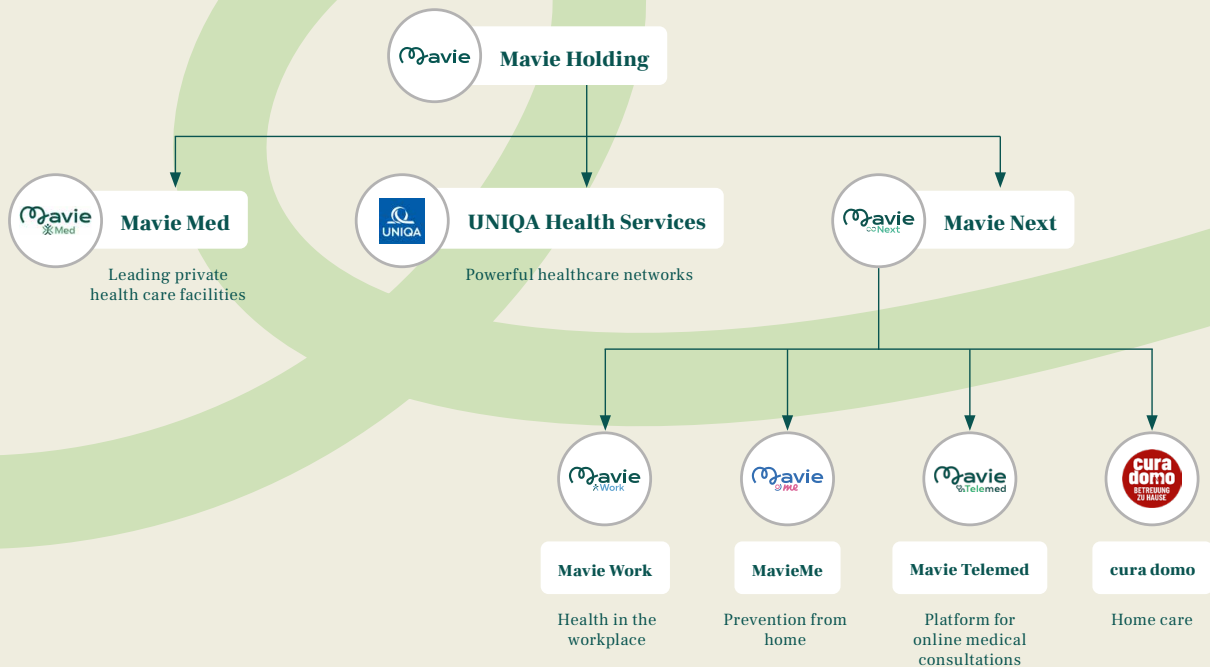 Mavie
Mavie Holding
Mavie
Med
Mavie Med
Leading private
health care facilities
UNIQA
UNIQA Health Services
Powerful healthcare networks
Mavie
Next
Mavie Next
Mavie
Work
Mavie Work
Health in the
workplace
Mavie
me
MavieMe
Prevention from
home
Mavie
Telemed
Mavie Telemed
Platform for
online medical
consultations
cura
domo
BETREUUNG
ZU HAUSE
cura domo
Home care